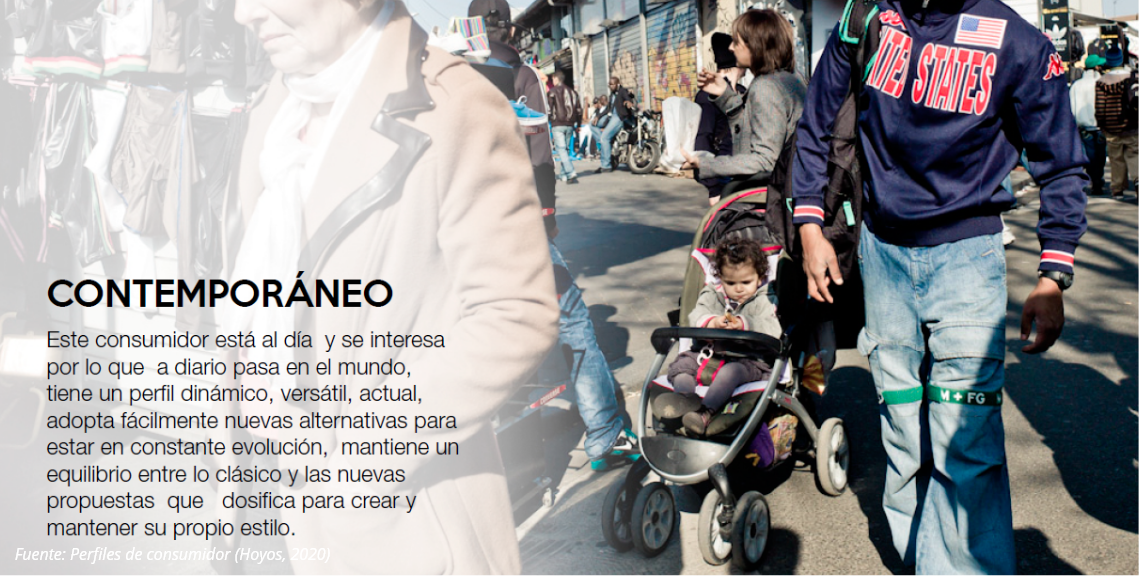 UNITED STATES
M + FG
CONTEMPORÁNEO
Este consumidor está al día y se interesa
por lo que a diario pasa en el mundo,
tiene un perfil dinámico, versátil, actual,
adopta fácilmente nuevas alternativas para
estar en constante evolución, mantiene un
equilibrio entre lo clásico y las nuevas
propuestas que dosifica para crear y
mantener su propio estilo.
Fuente: Perfiles de consumidor (Hoyos, 2020)